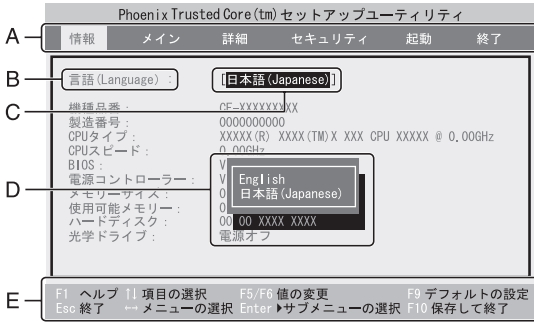 Phoenix Trusted Core(tm)セットアップユーティリティ
A 情報 メイン 詳細 セキュリティ 起動 終了
B 言語(Language) : [日本語(Japanese)]
C
機種品番 : CF-XXXXXXXX
製造番号 : 0000000000
CPUタイプ : XXXXX(R) XXXX(TM)X XXX CPU XXXXX @ 0.00GHz
CPUスピード : 0.00GHz
BIOS : V
電源コントローラー : V
D English
メモリーサイズ : 0 日本語(Japanese)
使用可能メモリー : 0
ハードディスク : 00 00 XXXX XXXX
光学ドライブ : 電源オフ
E F1 ヘルプ ↑↓ 項目の選択 F5/F6 値の変更 F9 デフォルトの設定
Esc 終了 ←→ メニューの選択 Enter ▶サブメニューの選択 F10 保存して終了